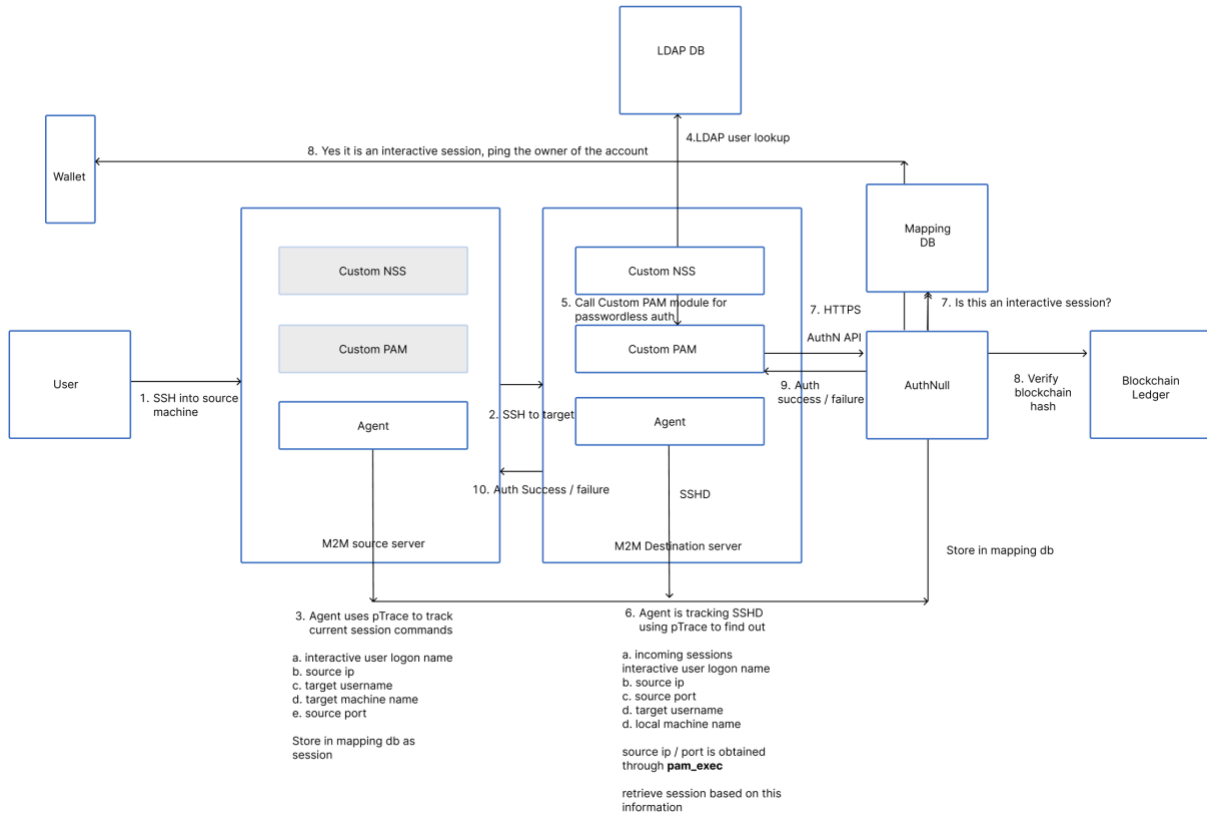 LDAP DB
4.LDAP user lookup
8. Yes it is an interactive session, ping the owner of the account
Wallet
Mapping
DB
Custom NSS
Custom NSS
5. Call Custom PAM module for
passwordless auth
7. HTTPS
7. Is this an interactive session?
AuthN API
Custom PAM
Custom PAM
User
1. SSH into source
machine
2. SSH to target
9. Auth
success / failure
AuthNull
8. Verify
blockchain
hash
Blockchain
Ledger
Agent
Agent
10. Auth Success / failure
SSHD
M2M source server
M2M Destination server
Store in mapping db
3. Agent uses pTrace to track
current session commands
a. interactive user logon name
b. source ip
c. target username
d. target machine name
e. source port
Store in mapping db as
session
6. Agent is tracking SSHD
using pTrace to find out
a. incoming sessions
interactive user logon name
b. source ip
c. source port
d. target username
d. local machine name
source ip / port is obtained
through pam_exec
retrieve session based on this
information